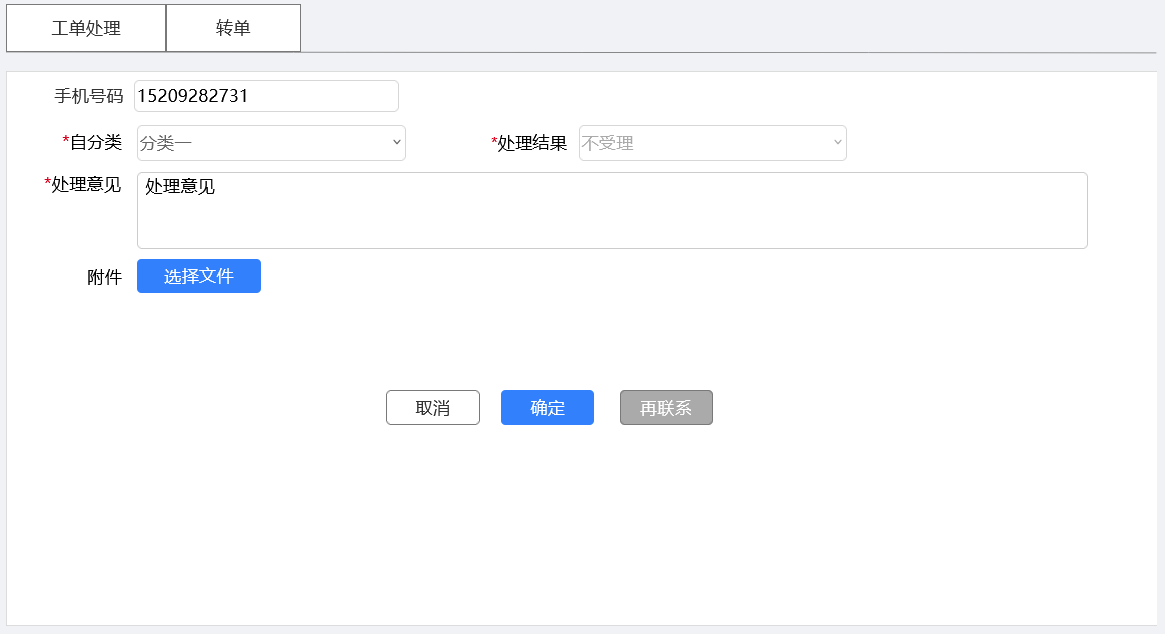 工单处理 转单
手机号码 15209282731
*自分类 分类一 *处理结果 不受理
*处理意见 处理意见
附件 选择文件
取消 确定 再联系